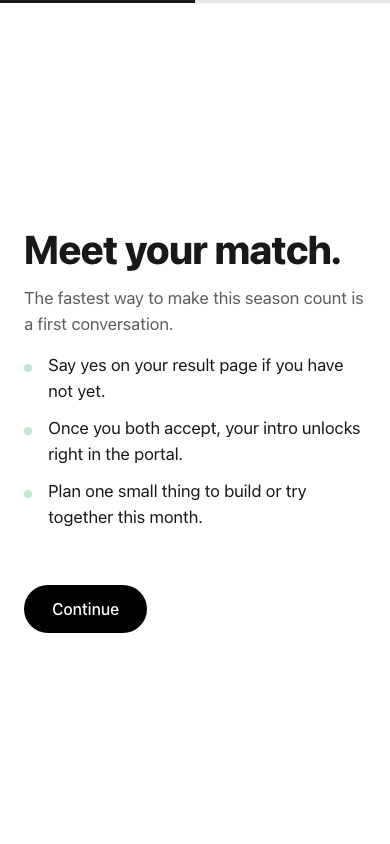 Meet your match.
The fastest way to make this season count is
a first conversation.
Say yes on your result page if you have
not yet.
Once you both accept, your intro unlocks
right in the portal.
Plan one small thing to build or try
together this month.
Continue